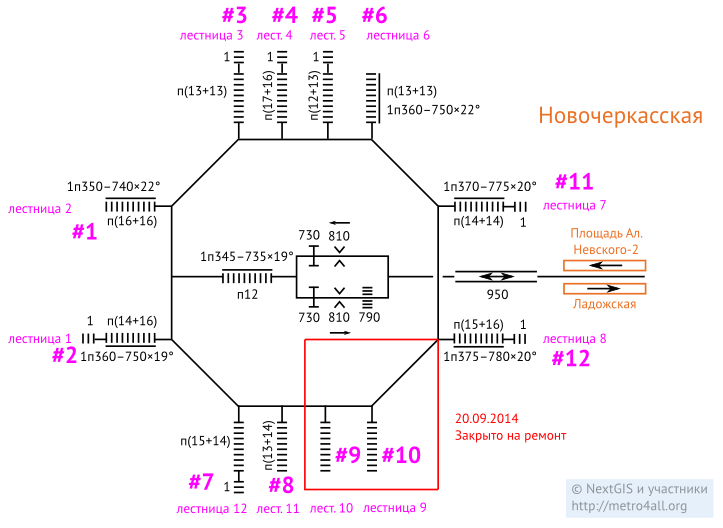 #3
#4
#5
#6
лестница 3
лест. 4
лест. 5
лестница 6
1
1
1
п(13+13)
п(17+16)
п(12+13)
п(13+13)
1п360–750×22°
Новочеркасская
1п350–740×22°
лестница 2
п(16+16)
#1
1п370–775×20°
#11
лестница 7
п(14+14)
1
730
810
1п345–735×19°
п12
730
810
790
950
Площадь Ал.
Невского-2
Ладожская
1
п(14+16)
лестница 1
#2
1п360–750×19°
п(15+16)
1
лестница 8
1п375–780×20°
#12
20.09.2014
Закрыто на ремонт
п(15+14)
п(13+14)
#9
#10
#7
1
#8
лестница 12
лест. 11
лест. 10
лестница 9
© NextGIS и участники
http://metro4all.org